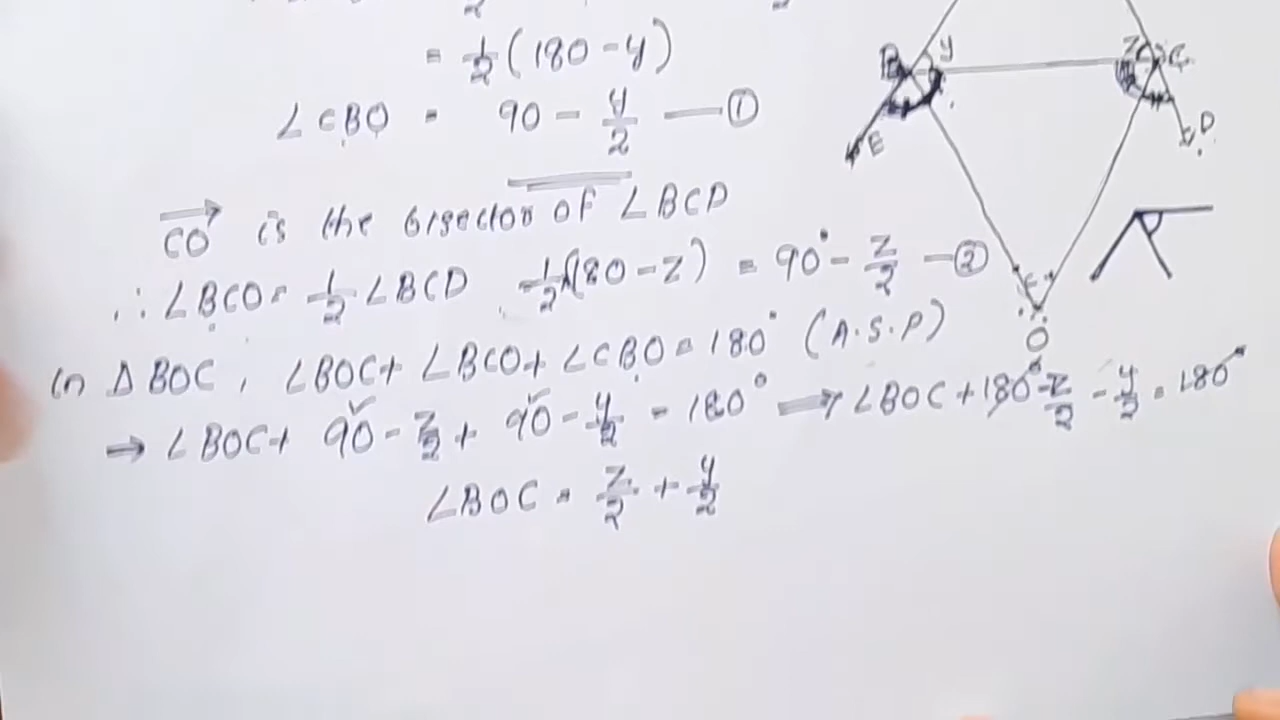 2
= 1/2 (180 - y)
∠CBO = 90 - y/2 — ①
CO is the bisector of ∠BCD
∴ ∠BCO = 1/2 ∠BCD 1/2(180 - z) = 90° - z/2 — ②
In Δ BOC, ∠BOC + ∠BCO + ∠CBO = 180° (A.S.P)
⇒ ∠BOC + 90 - z/2 + 90 - y/2 = 180° → ∠BOC + 180° - z/2 - y/2 = 180°
∠BOC = z/2 + y/2
B y z C
E D
O